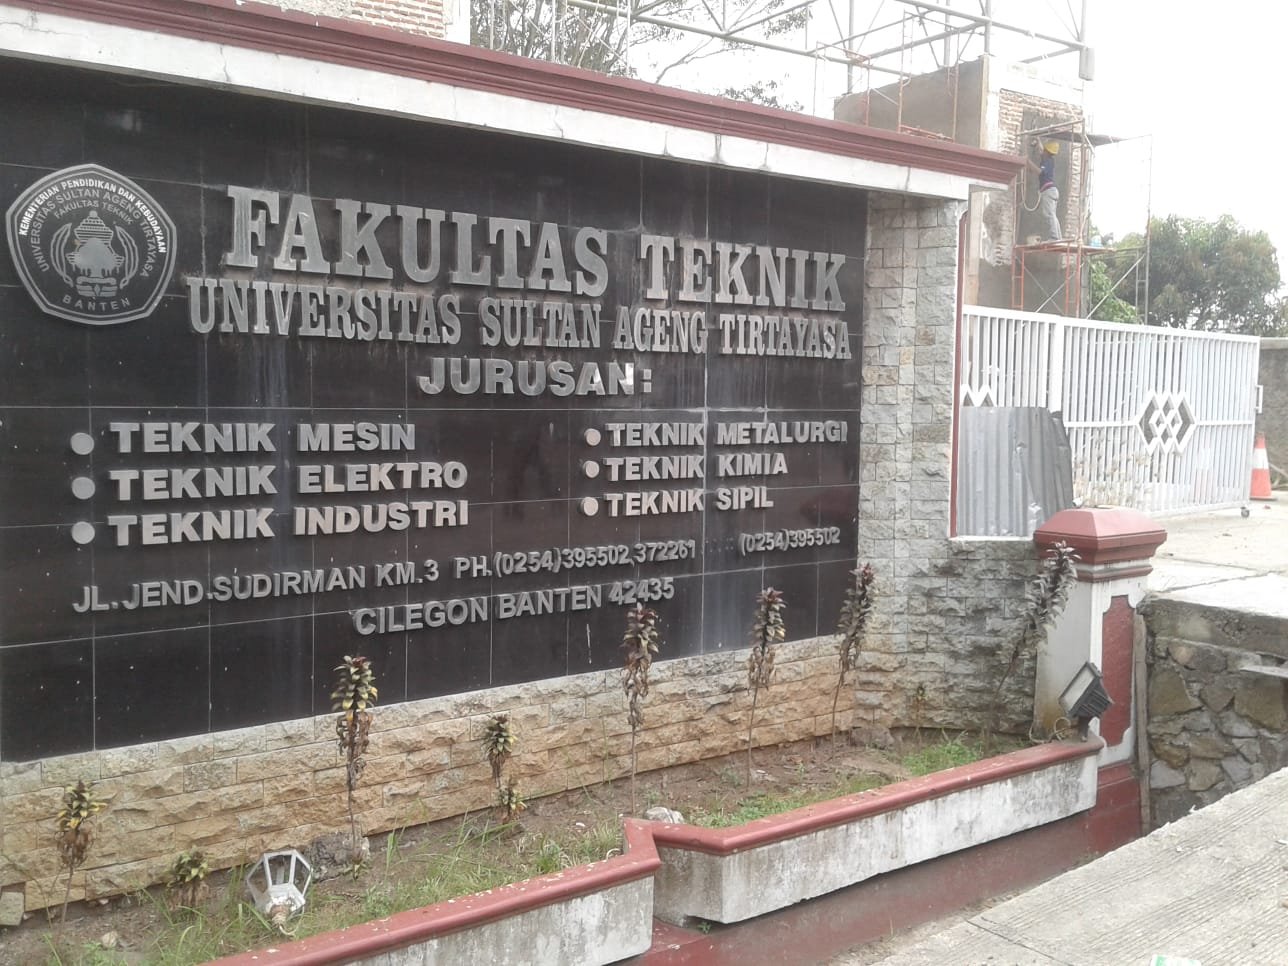 KEMENTERIAN PENDIDIKAN DAN KEBUDAYAAN
UNIVERSITAS SULTAN AGENG TIRTAYASA
FAKULTAS TEKNIK
BANTEN
FAKULTAS TEKNIK
UNIVERSITAS SULTAN AGENG TIRTAYASA
JURUSAN:
TEKNIK MESIN
TEKNIK ELEKTRO
TEKNIK INDUSTRI
TEKNIK METALURGI
TEKNIK KIMIA
TEKNIK SIPIL
JL. JEND. SUDIRMAN KM.3 PH.(0254)395502,372261 (0254)395502
CILEGON BANTEN 42435